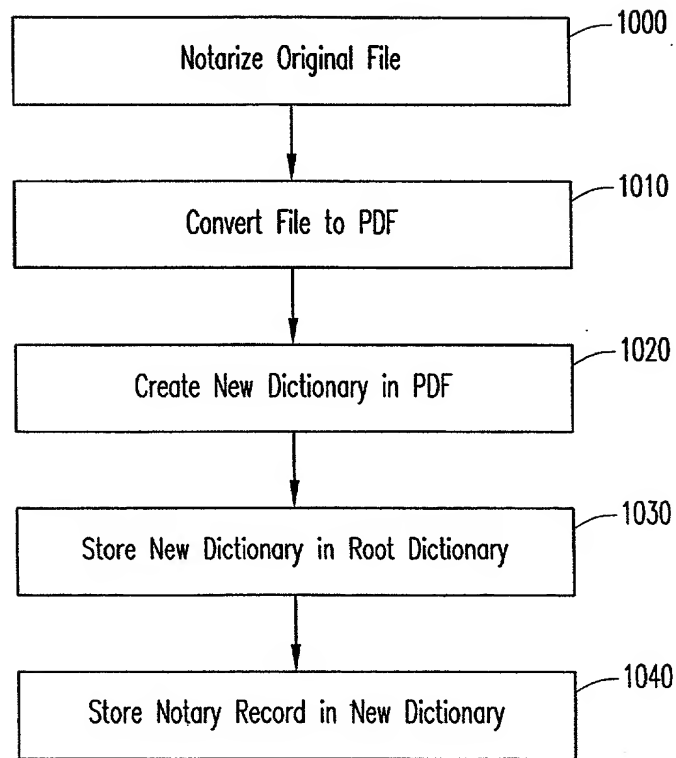 1000
Notarize Original File
1010
Convert File to PDF
1020
Create New Dictionary in PDF
1030
Store New Dictionary in Root Dictionary
1040
Store Notary Record in New Dictionary